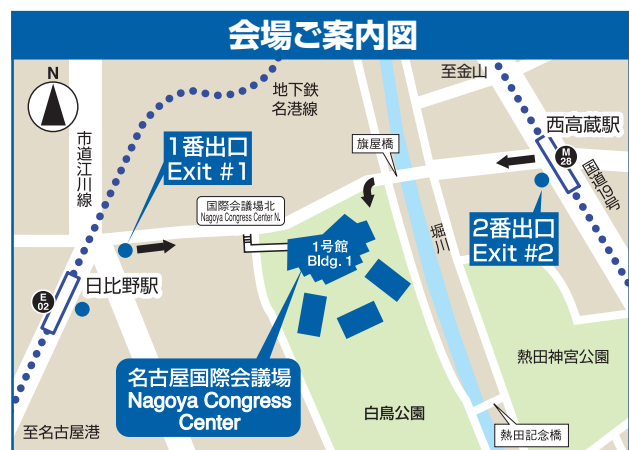 会場ご案内図
N
地下鉄
名港線
至金山
市道江川線
1番出口
Exit #1
旗屋橋
西高蔵駅
M
28
国道19号
国際会議場北
Nagoya Congress Center N.
1号館
Bldg. 1
堀川
2番出口
Exit #2
日比野駅
E
02
名古屋国際会議場
Nagoya Congress
Center
熱田神宮公園
白鳥公園
熱田記念橋
至名古屋港